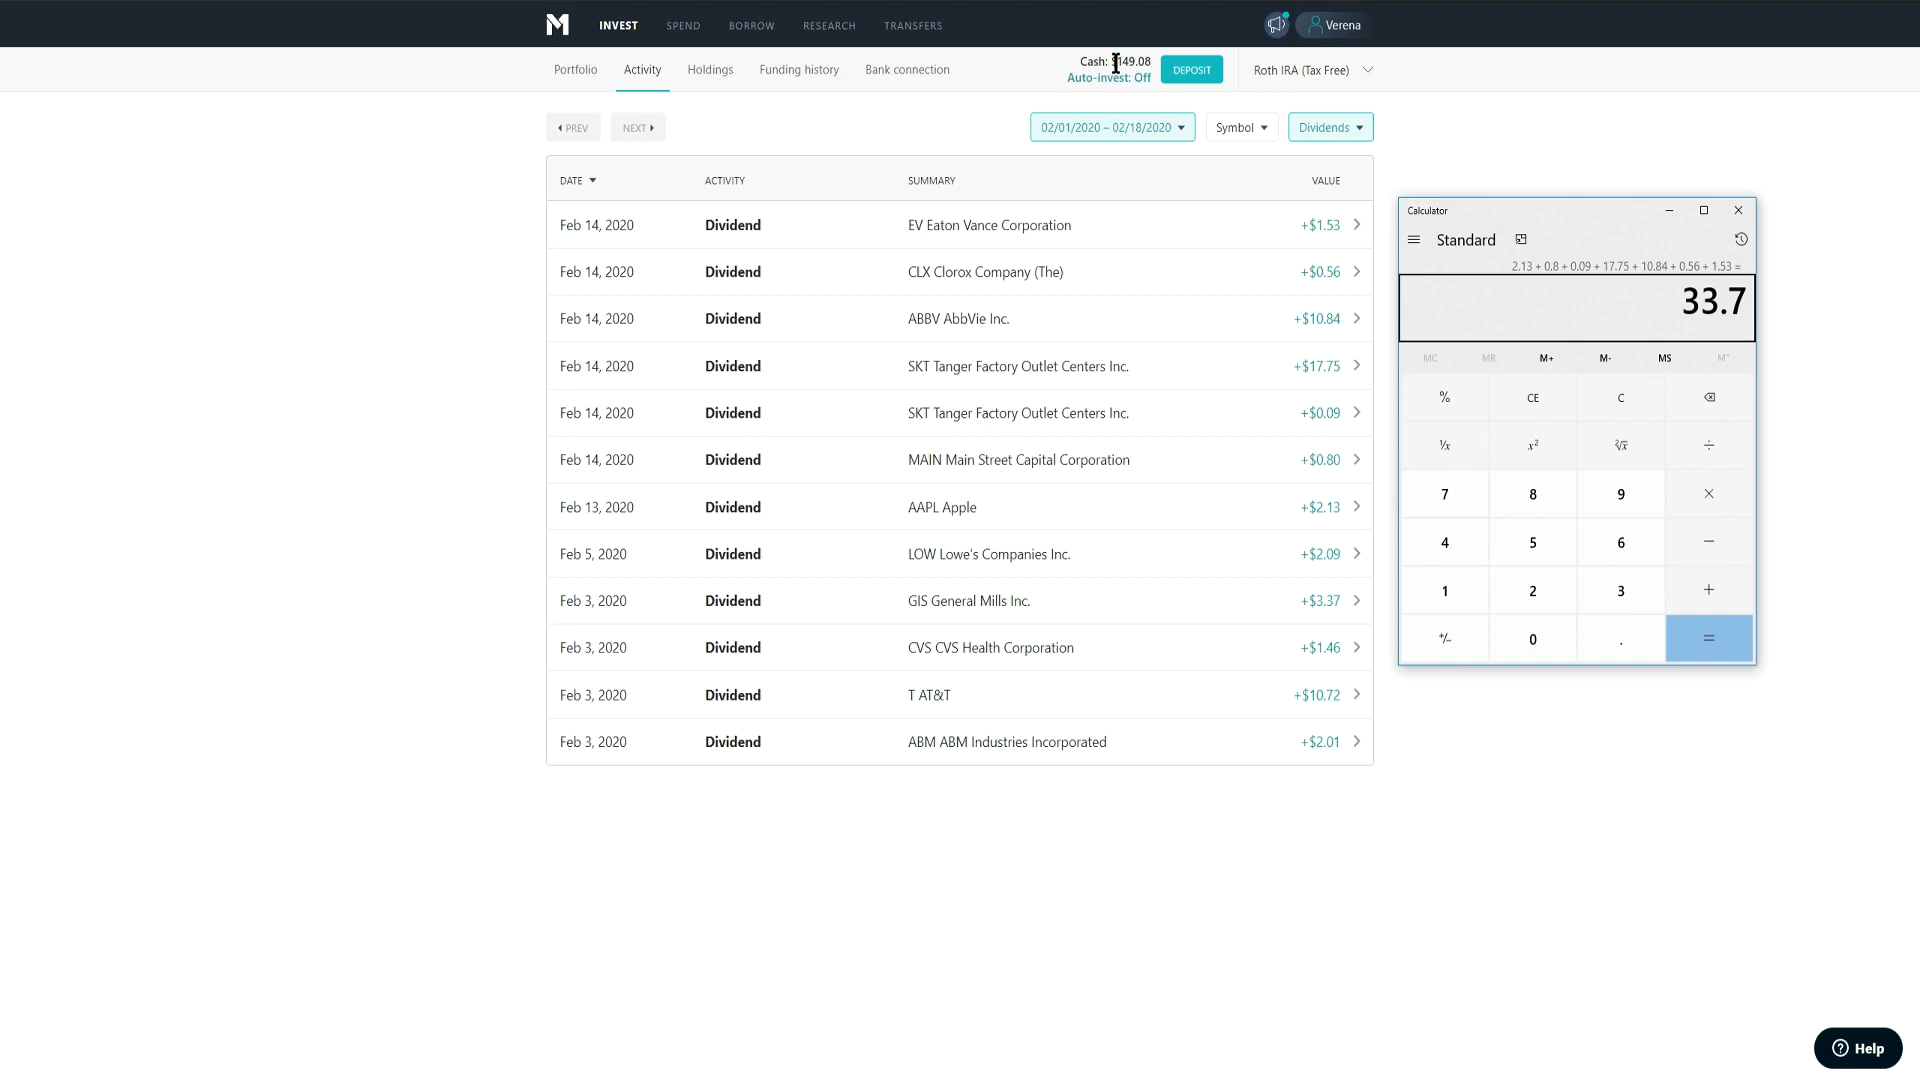 INVEST SPEND BORROW RESEARCH TRANSFERS Verena
Portfolio Activity Holdings Funding history Bank connection
Cash: $149.08
Auto-invest: Off
DEPOSIT
Roth IRA (Tax Free)
PREV NEXT 02/01/2020 – 02/18/2020 Symbol Dividends
DATE ACTIVITY SUMMARY VALUE
Feb 14, 2020 Dividend EV Eaton Vance Corporation +$1.53
Feb 14, 2020 Dividend CLX Clorox Company (The) +$0.56
Feb 14, 2020 Dividend ABBV AbbVie Inc. +$10.84
Feb 14, 2020 Dividend SKT Tanger Factory Outlet Centers Inc. +$17.75
Feb 14, 2020 Dividend SKT Tanger Factory Outlet Centers Inc. +$0.09
Feb 14, 2020 Dividend MAIN Main Street Capital Corporation +$0.80
Feb 13, 2020 Dividend AAPL Apple +$2.13
Feb 5, 2020 Dividend LOW Lowe's Companies Inc. +$2.09
Feb 3, 2020 Dividend GIS General Mills Inc. +$3.37
Feb 3, 2020 Dividend CVS CVS Health Corporation +$1.46
Feb 3, 2020 Dividend T AT&T +$10.72
Feb 3, 2020 Dividend ABM ABM Industries Incorporated +$2.01
Calculator
Standard
2.13 + 0.8 + 0.09 + 17.75 + 10.84 + 0.56 + 1.53 =
33.7
MC MR M+ M- MS M˅
% CE C
¹/x x² ²√x ÷
7 8 9 ×
4 5 6 −
1 2 3 +
+/- 0 . =
Help